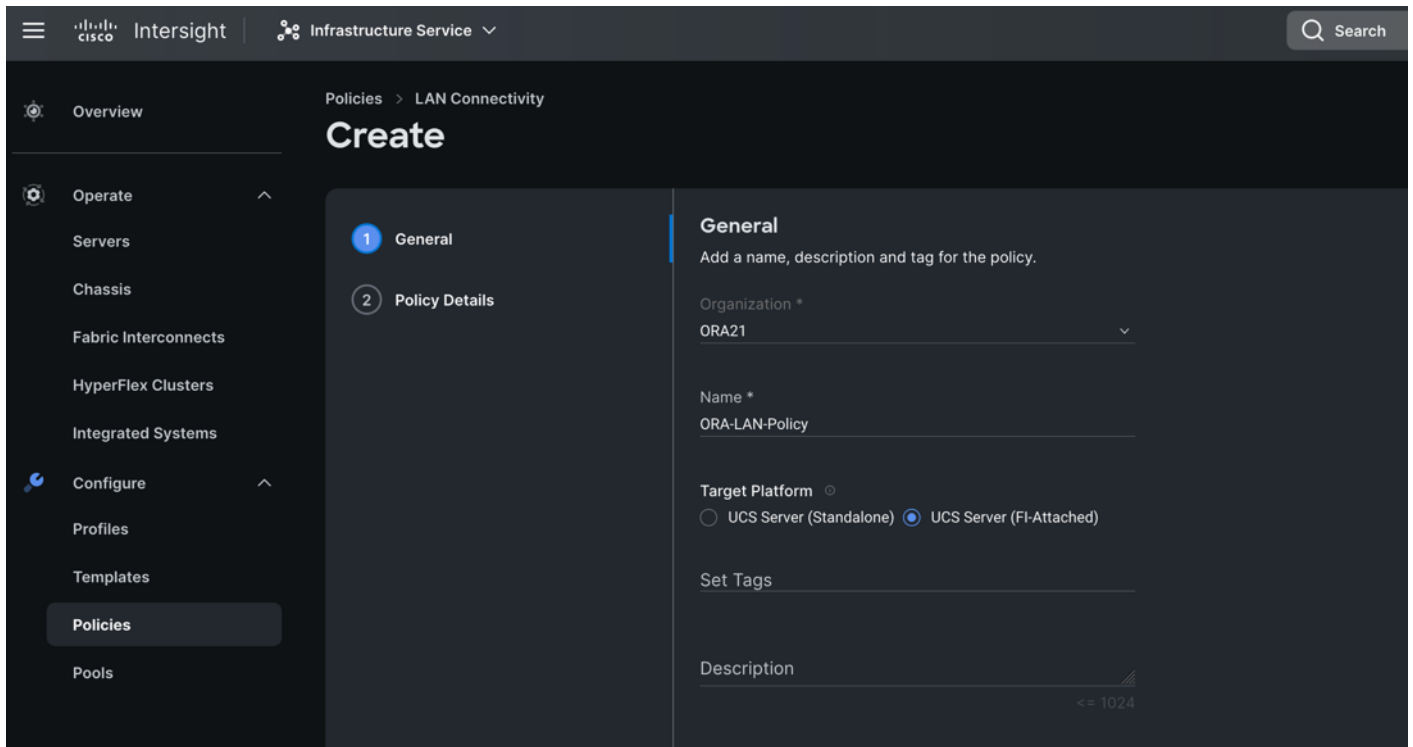 cisco Intersight Infrastructure Service Search
Overview
Operate
Servers
Chassis
Fabric Interconnects
HyperFlex Clusters
Integrated Systems
Configure
Profiles
Templates
Policies
Pools
Policies > LAN Connectivity
Create
1 General
2 Policy Details
General
Add a name, description and tag for the policy.
Organization *
ORA21
Name *
ORA-LAN-Policy
Target Platform
UCS Server (Standalone) UCS Server (FI-Attached)
Set Tags
Description
<= 1024